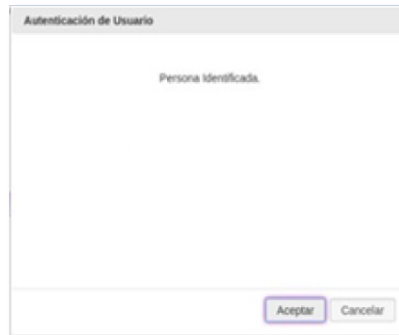 Autenticación de Usuario
Persona Identificada.
Aceptar Cancelar